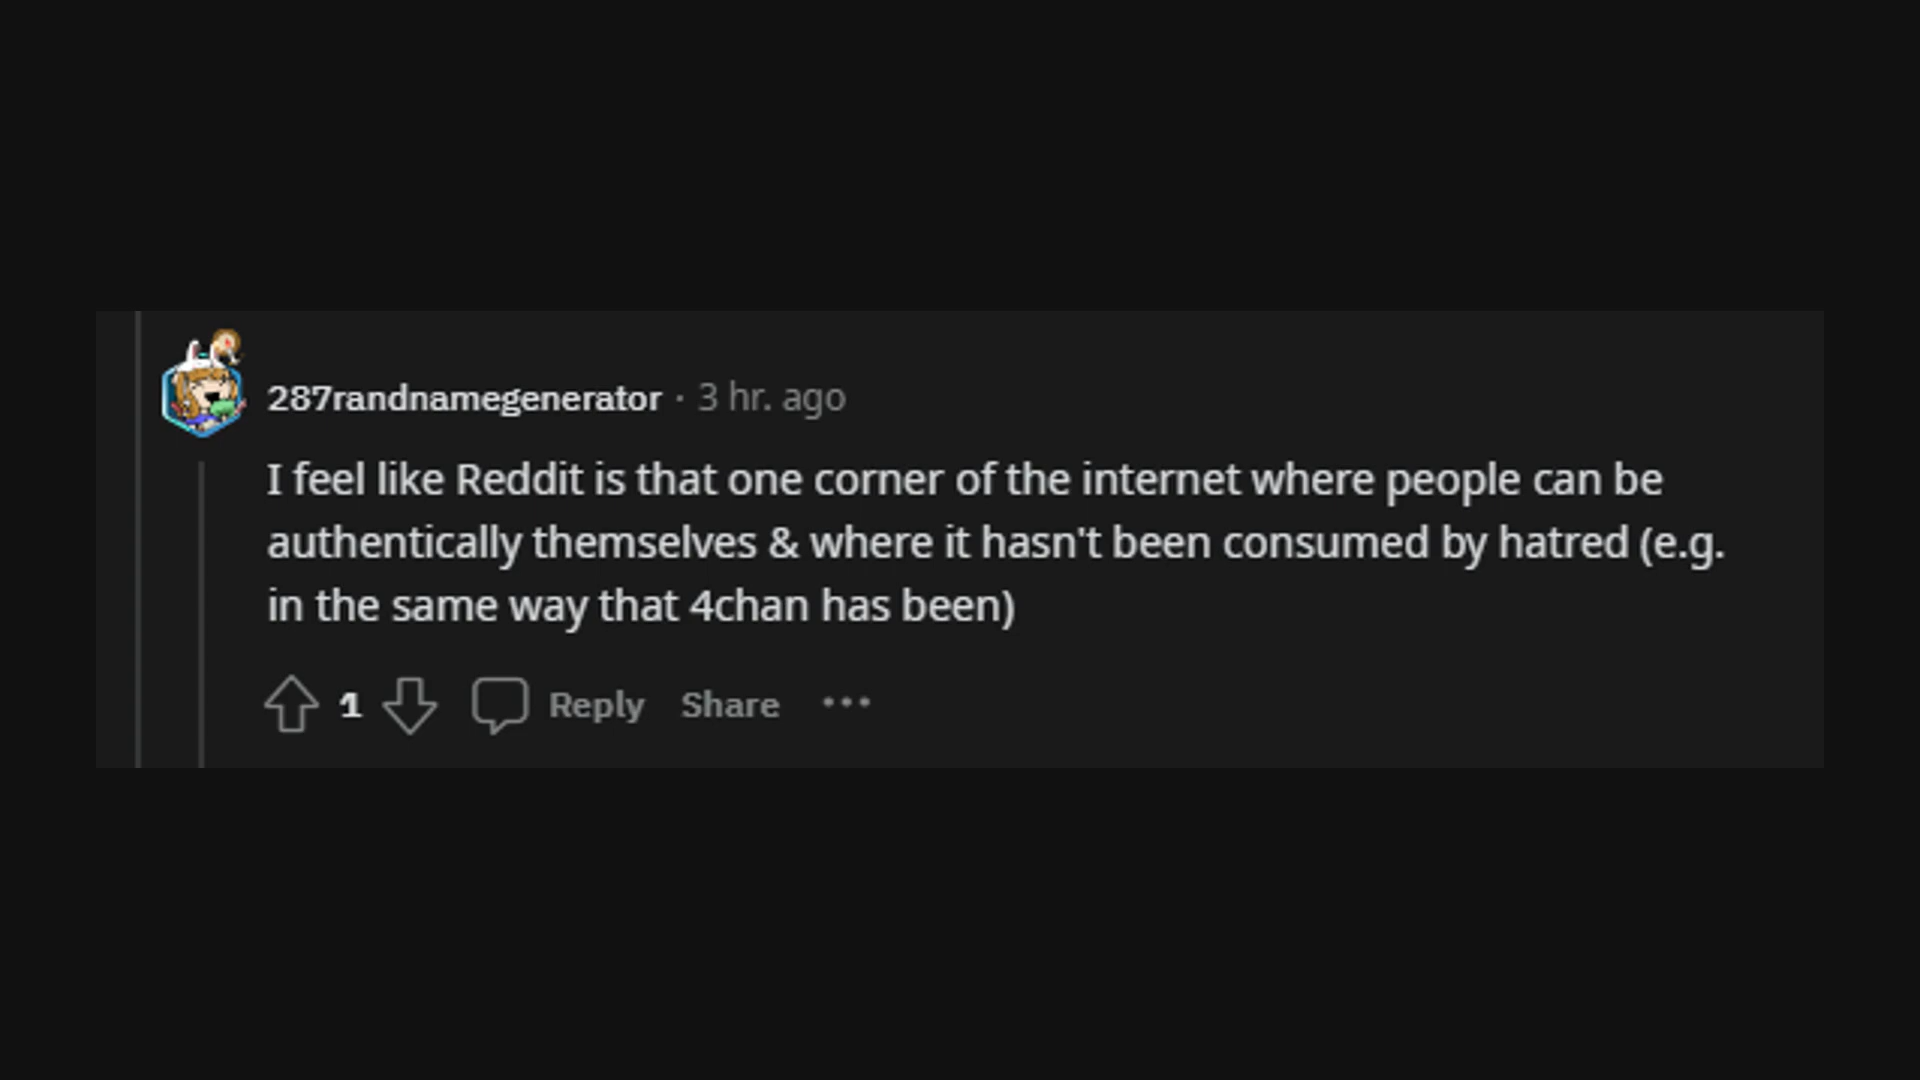 287randnamegenerator · 3 hr. ago
I feel like Reddit is that one corner of the internet where people can be
authentically themselves & where it hasn't been consumed by hatred (e.g.
in the same way that 4chan has been)
1 Reply Share ···